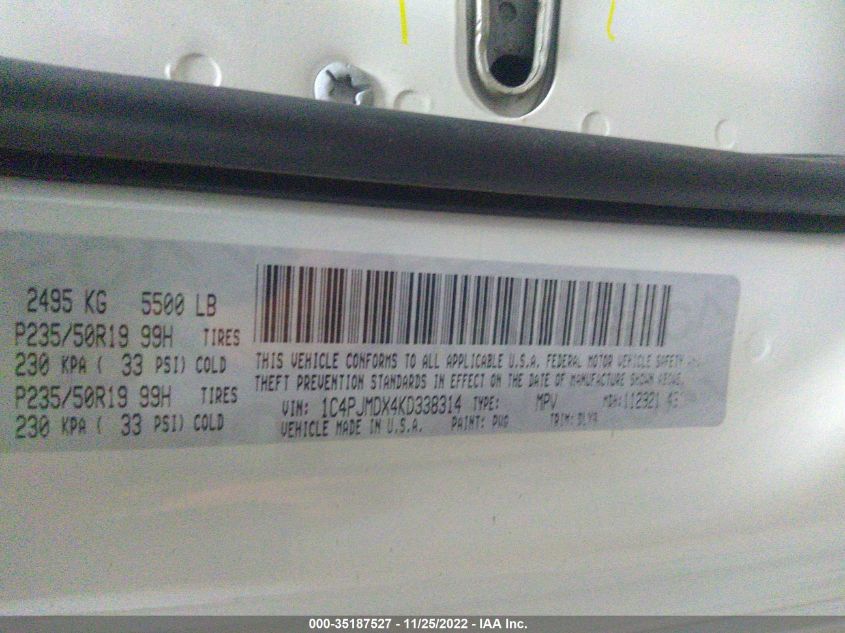 2495 KG 5500 LB
P235/50R19 99H TIRES
230 KPA ( 33 PSI) COLD
P235/50R19 99H TIRES
230 KPA ( 33 PSI) COLD
THIS VEHICLE CONFORMS TO ALL APPLICABLE U.S.A. FEDERAL MOTOR VEHICLE SAFETY
THEFT PREVENTION STANDARDS IN EFFECT ON THE DATE OF MANUFACTURE SHOWN ABOVE.
VIN: 1C4PJMDX4KD338314 TYPE: MPV MDH: 112921
VEHICLE MADE IN U.S.A. PAINT: PWG TRIM:
000-35187527 - 11/25/2022 - IAA Inc.